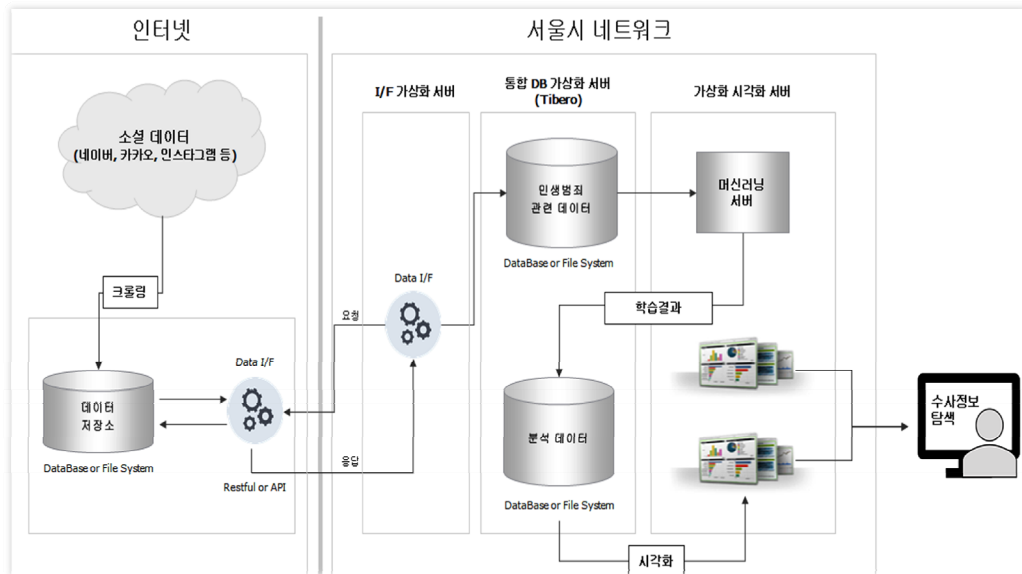 인터넷
서울시 네트워크
I/F 가상화 서버
통합 DB 가상화 서버
(Tibero)
가상화 시각화 서버
소셜 데이터
(네이버, 카카오, 인스타그램 등)
민생범죄
관련 데이터
머신러닝
서버
DataBase or File System
크롤링
Data I/F
학습결과
요청
Data I/F
데이터
저장소
분석 데이터
수사정보
탐색
DataBase or File System
응답
Restful or API
DataBase or File System
시각화